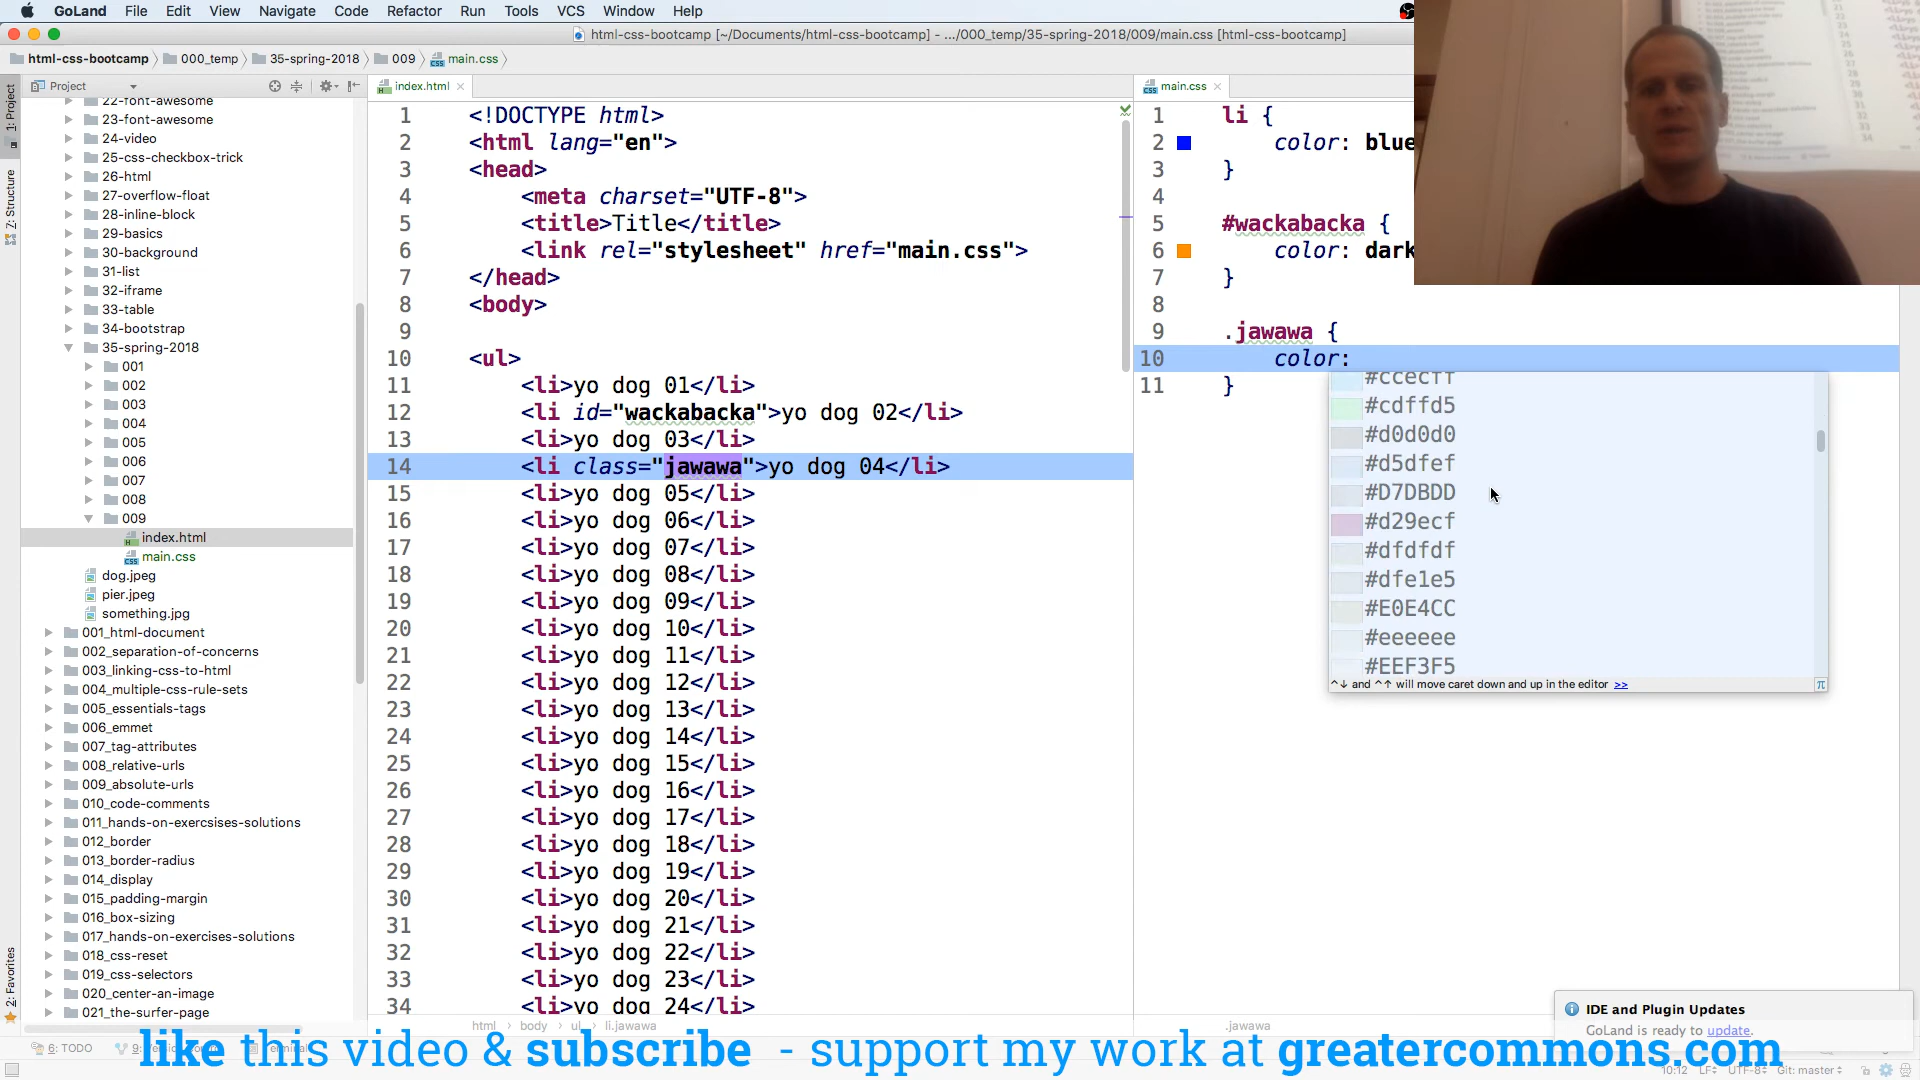 GoLand File Edit View Navigate Code Refactor Run Tools VCS Window Help
html-css-bootcamp [~/Documents/html-css-bootcamp] - .../000_temp/35-spring-2018/009/main.css [html-css-bootcamp]
html-css-bootcamp 000_temp 35-spring-2018 009 main.css
Project
index.html
main.css
1: Project
Z: Structure
2: Favorites
22-font-awesome
23-font-awesome
24-video
25-css-checkbox-trick
26-html
27-overflow-float
28-inline-block
29-basics
30-background
31-list
32-iframe
33-table
34-bootstrap
35-spring-2018
001
002
003
004
005
006
007
008
009
index.html
main.css
dog.jpeg
pier.jpeg
something.jpg
001_html-document
002_separation-of-concerns
003_linking-css-to-html
004_multiple-css-rule-sets
005_essentials-tags
006_emmet
007_tag-attributes
008_relative-urls
009_absolute-urls
010_code-comments
011_hands-on-exercsises-solutions
012_border
013_border-radius
014_display
015_padding-margin
016_box-sizing
017_hands-on-exercises-solutions
018_css-reset
019_css-selectors
020_center-an-image
021_the-surfer-page
1 <!DOCTYPE html>
2 <html lang="en">
3 <head>
4 <meta charset="UTF-8">
5 <title>Title</title>
6 <link rel="stylesheet" href="main.css">
7 </head>
8 <body>
9
10 <ul>
11 <li>yo dog 01</li>
12 <li id="wackabacka">yo dog 02</li>
13 <li>yo dog 03</li>
14 <li class="jawawa">yo dog 04</li>
15 <li>yo dog 05</li>
16 <li>yo dog 06</li>
17 <li>yo dog 07</li>
18 <li>yo dog 08</li>
19 <li>yo dog 09</li>
20 <li>yo dog 10</li>
21 <li>yo dog 11</li>
22 <li>yo dog 12</li>
23 <li>yo dog 13</li>
24 <li>yo dog 14</li>
25 <li>yo dog 15</li>
26 <li>yo dog 16</li>
27 <li>yo dog 17</li>
28 <li>yo dog 18</li>
29 <li>yo dog 19</li>
30 <li>yo dog 20</li>
31 <li>yo dog 21</li>
32 <li>yo dog 22</li>
33 <li>yo dog 23</li>
34 <li>yo dog 24</li>
html body ul li.jawawa
1 li {
2 color: blue
3 }
4
5 #wackabacka {
6 color: dark
7 }
8
9 .jawawa {
10 color:
11 }
#ccecff
#cdffd5
#d0d0d0
#d5dfef
#D7DBDD
#d29ecf
#dfdfdf
#dfe1e5
#E0E4CC
#eeeeee
#EEF3F5
^↓ and ^↑ will move caret down and up in the editor >>
π
.jawawa
IDE and Plugin Updates
GoLand is ready to update.
6: TODO
like this video & subscribe - support my work at greatercommons.com
10:12 LF UTF-8 Git: master